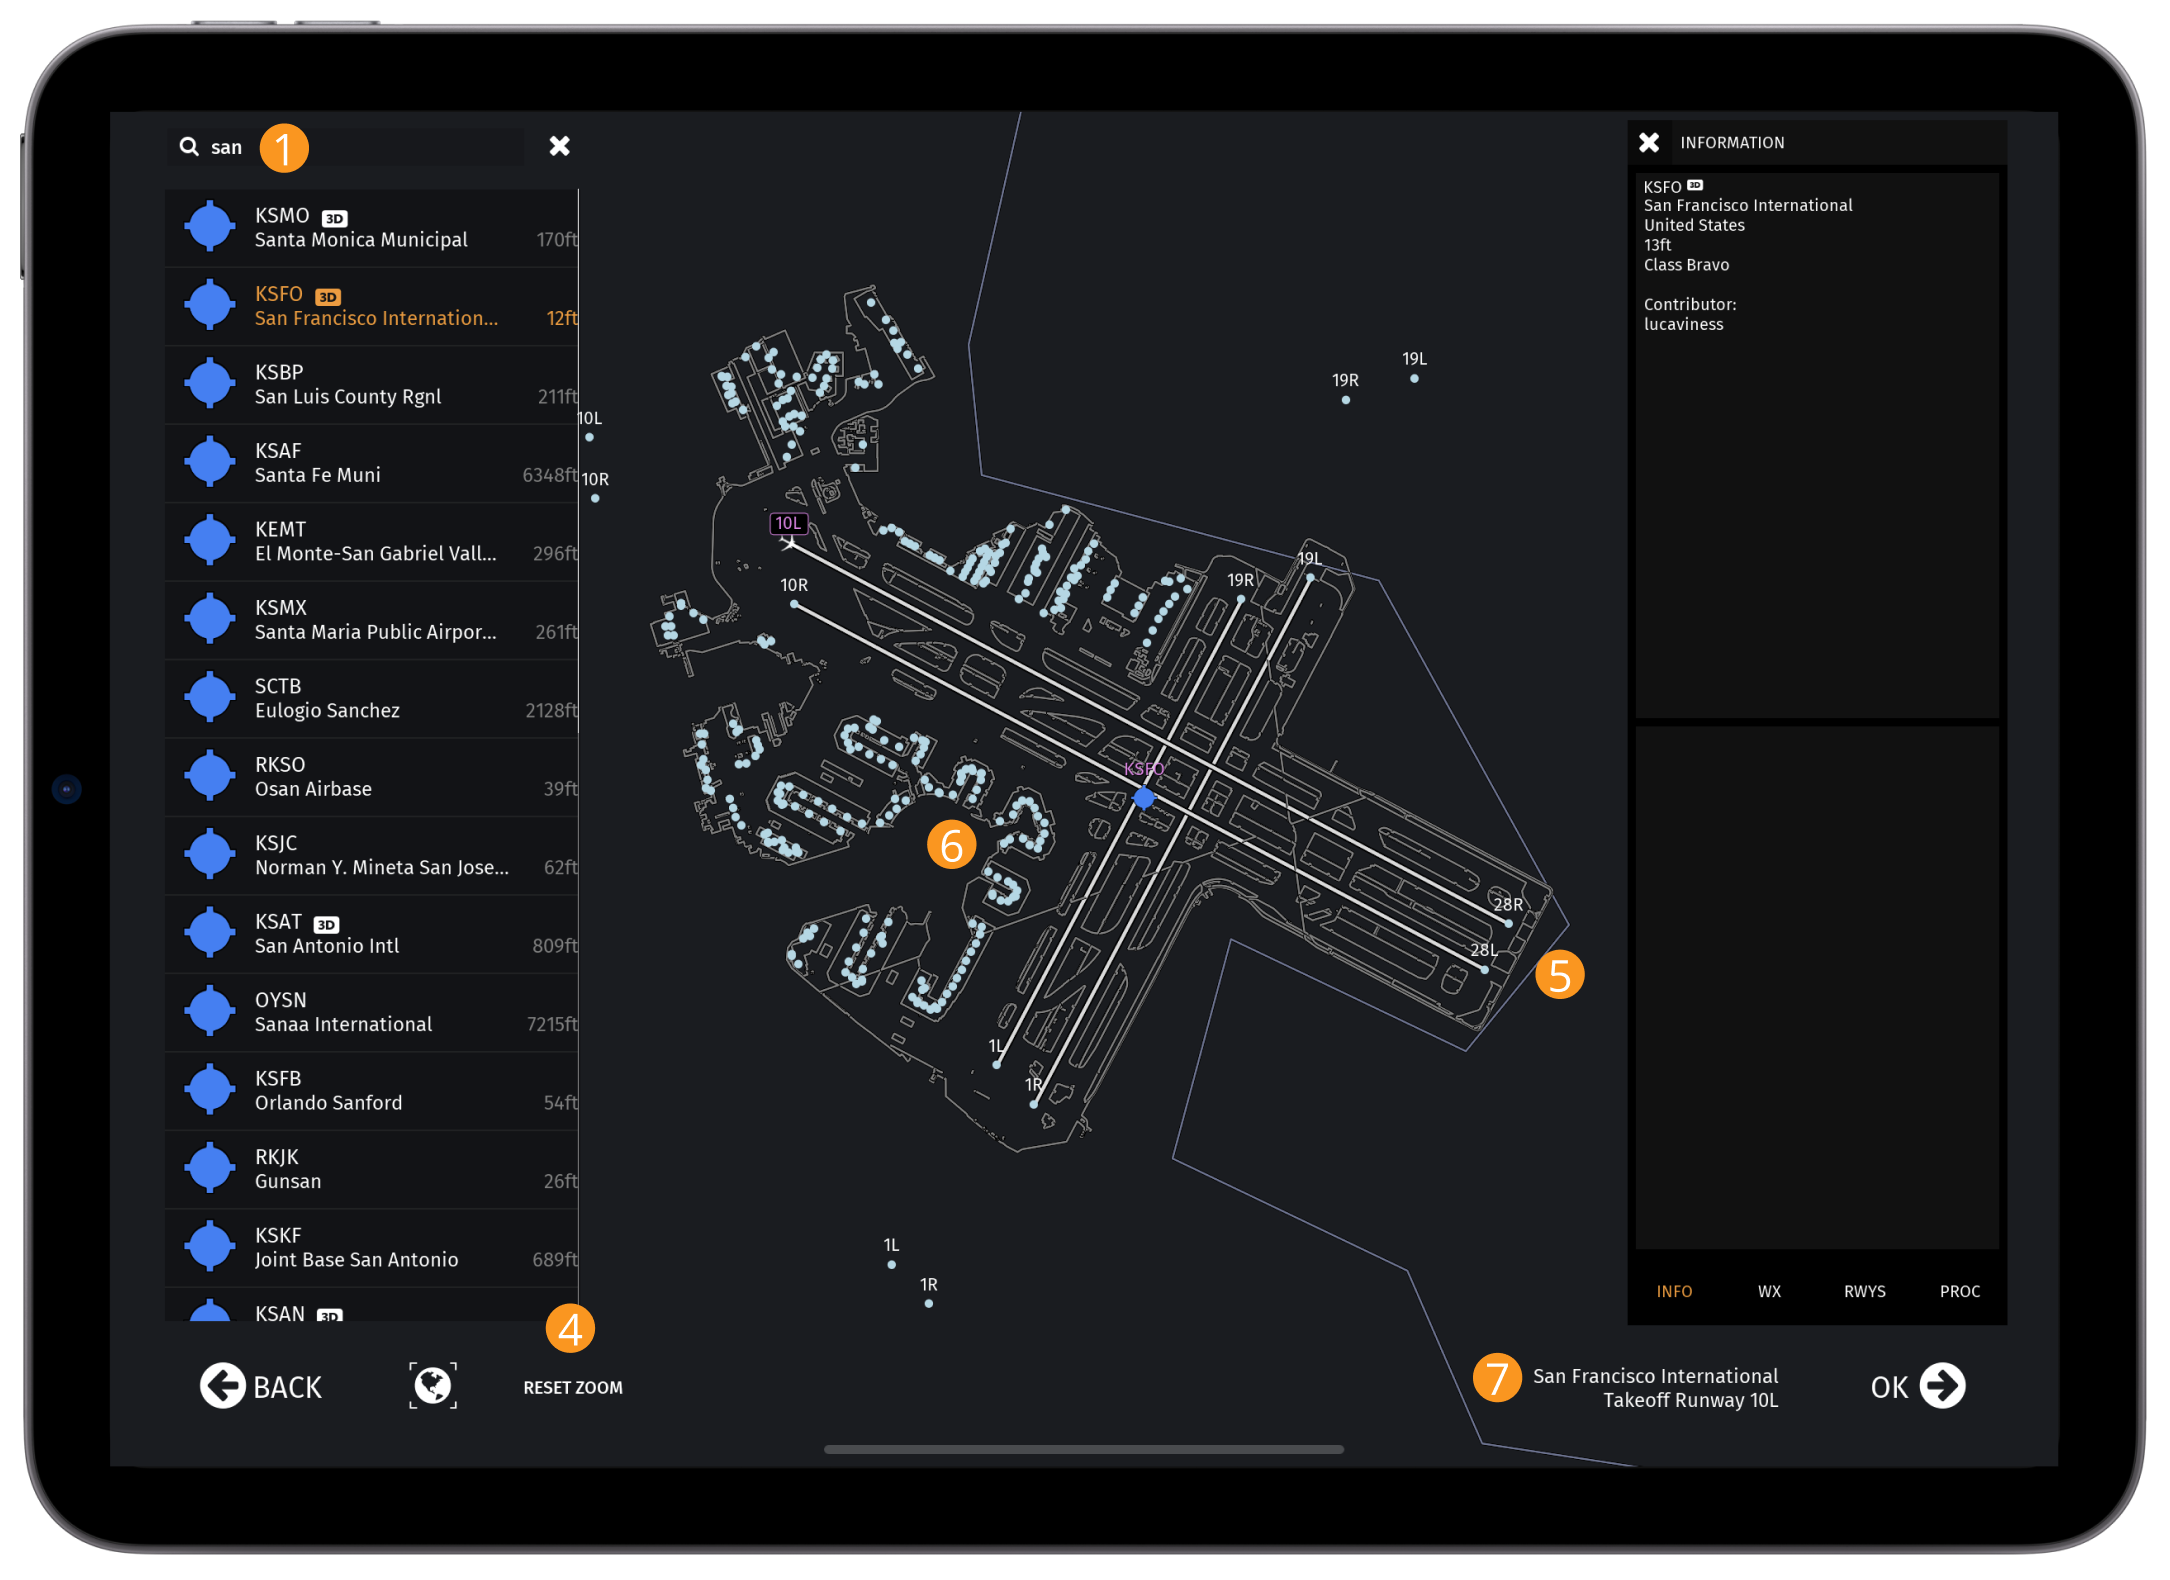 san
1
KSMO 3D
Santa Monica Municipal 170ft
KSFO 3D
San Francisco Internation... 12ft
KSBP
San Luis County Rgnl 211ft
KSAF
Santa Fe Muni 6348ft
KEMT
El Monte-San Gabriel Vall... 296ft
KSMX
Santa Maria Public Airpor... 261ft
SCTB
Eulogio Sanchez 2128ft
RKSO
Osan Airbase 39ft
KSJC
Norman Y. Mineta San Jose... 62ft
KSAT 3D
San Antonio Intl 809ft
OYSN
Sanaa International 7215ft
KSFB
Orlando Sanford 54ft
RKJK
Gunsan 26ft
KSKF
Joint Base San Antonio 689ft
KSAN 3D
4
BACK
RESET ZOOM
19L
19R
10L
10R
10L
10R
19L
19R
KSFO
6
28R
28L
5
1L
1R
1L
1R
INFORMATION
KSFO 3D
San Francisco International
United States
13ft
Class Bravo
Contributor:
lucaviness
INFO WX RWYS PROC
7
San Francisco International
Takeoff Runway 10L
OK